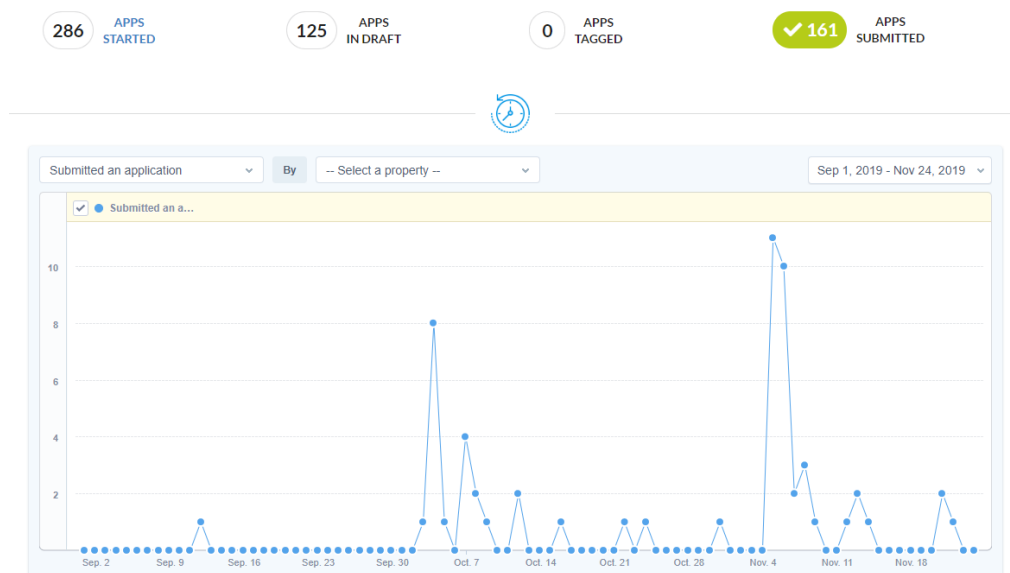 286 APPS STARTED
125 APPS IN DRAFT
0 APPS TAGGED
161 APPS SUBMITTED
Submitted an application By -- Select a property -- Sep 1, 2019 - Nov 24, 2019
Submitted an a...
10
8
6
4
2
Sep. 2 Sep. 9 Sep. 16 Sep. 23 Sep. 30 Oct. 7 Oct. 14 Oct. 21 Oct. 28 Nov. 4 Nov. 11 Nov. 18